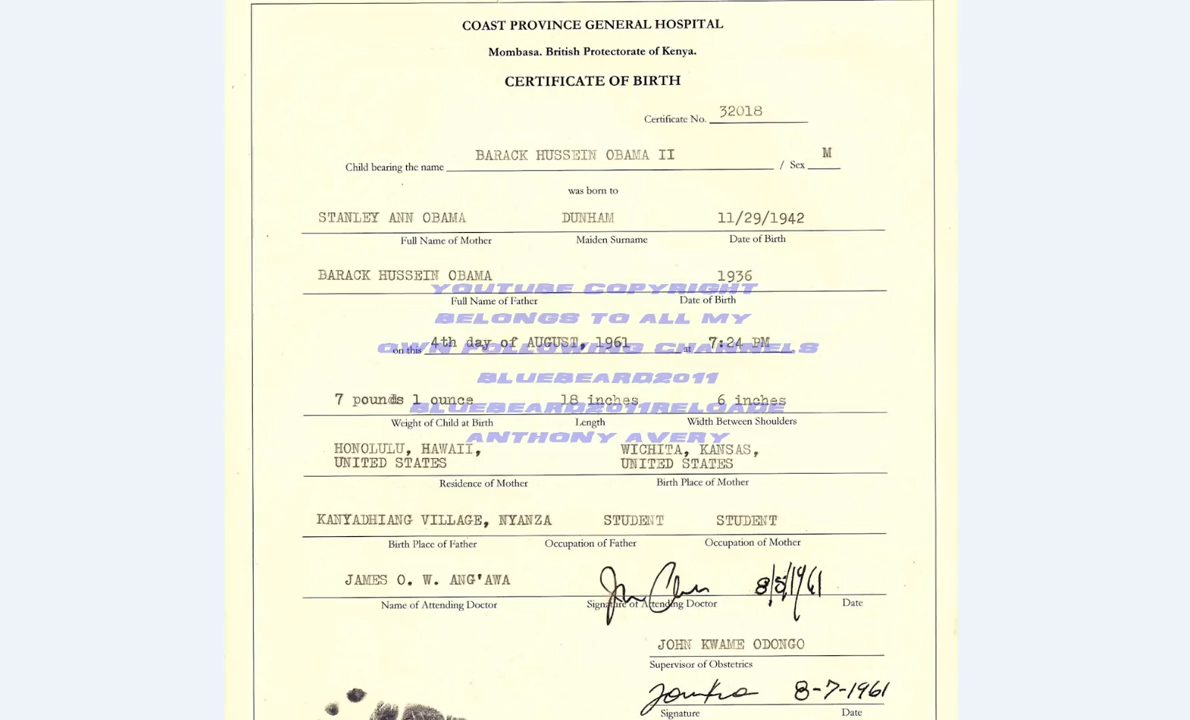 COAST PROVINCE GENERAL HOSPITAL
Mombasa. British Protectorate of Kenya.
CERTIFICATE OF BIRTH
Certificate No. 32018
Child bearing the name BARACK HUSSEIN OBAMA II / Sex M
was born to
STANLEY ANN OBAMA DUNHAM 11/29/1942
Full Name of Mother Maiden Surname Date of Birth
BARACK HUSSEIN OBAMA 1936
YOUTUBE COPYRIGHT
Full Name of Father Date of Birth
BELONGS TO ALL MY
on this 4th day of AUGUST, 1961 at 7:24 PM.
OWN FOLLOWING CHANNELS
BLUEBEARD2011
7 pounds 1 ounce 18 inches 6 inches
BLUEBEARD2011RELOADE
Weight of Child at Birth Length Width Between Shoulders
ANTHONY AVERY
HONOLULU, HAWAII, WICHITA, KANSAS,
UNITED STATES UNITED STATES
Residence of Mother Birth Place of Mother
KANYADHIANG VILLAGE, NYANZA STUDENT STUDENT
Birth Place of Father Occupation of Father Occupation of Mother
JAMES O. W. ANG'AWA 8/5/1961
Name of Attending Doctor Signature of Attending Doctor Date
JOHN KWAME ODONGO
Supervisor of Obstetrics
8-7-1961
Signature Date